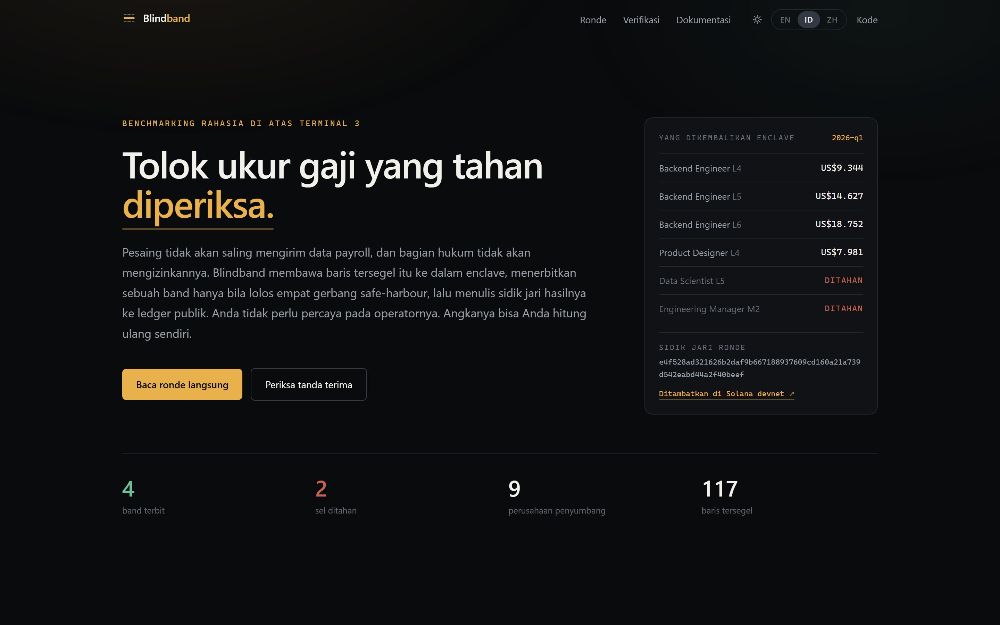 Blindband
Ronde
Verifikasi
Dokumentasi
EN
ID
ZH
Kode
BENCHMARKING RAHASIA DI ATAS TERMINAL 3
Tolok ukur gaji yang tahan
diperiksa.
Pesaing tidak akan saling mengirim data payroll, dan bagian hukum tidak akan
mengizinkannya. Blindband membawa baris tersegel itu ke dalam enclave, menerbitkan
sebuah band hanya bila lolos empat gerbang safe-harbour, lalu menulis sidik jari hasilnya
ke ledger publik. Anda tidak perlu percaya pada operatornya. Angkanya bisa Anda hitung
ulang sendiri.
Baca ronde langsung
Periksa tanda terima
YANG DIKEMBALIKAN ENCLAVE 2026-q1
Backend Engineer L4 US$9.344
Backend Engineer L5 US$14.627
Backend Engineer L6 US$18.752
Product Designer L4 US$7.981
Data Scientist L5 DITAHAN
Engineering Manager M2 DITAHAN
SIDIK JARI RONDE
e4f528ad321626b2daf9b667188937609cd160a21a739
d542eabd44a2f40beef
Ditambatkan di Solana devnet ↗
4
band terbit
2
sel ditahan
9
perusahaan penyumbang
117
baris tersegel